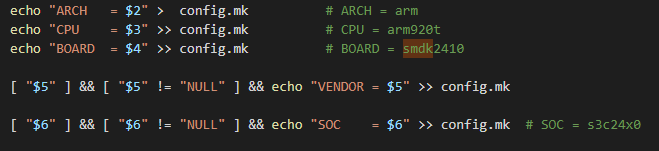 echo "ARCH   = $2" >  config.mk          # ARCH = arm
echo "CPU    = $3" >> config.mk          # CPU = arm920t
echo "BOARD  = $4" >> config.mk          # BOARD = smdk2410
[ "$5" ] && [ "$5" != "NULL" ] && echo "VENDOR = $5" >> config.mk
[ "$6" ] && [ "$6" != "NULL" ] && echo "SOC    = $6" >> config.mk  # SOC = s3c24x0